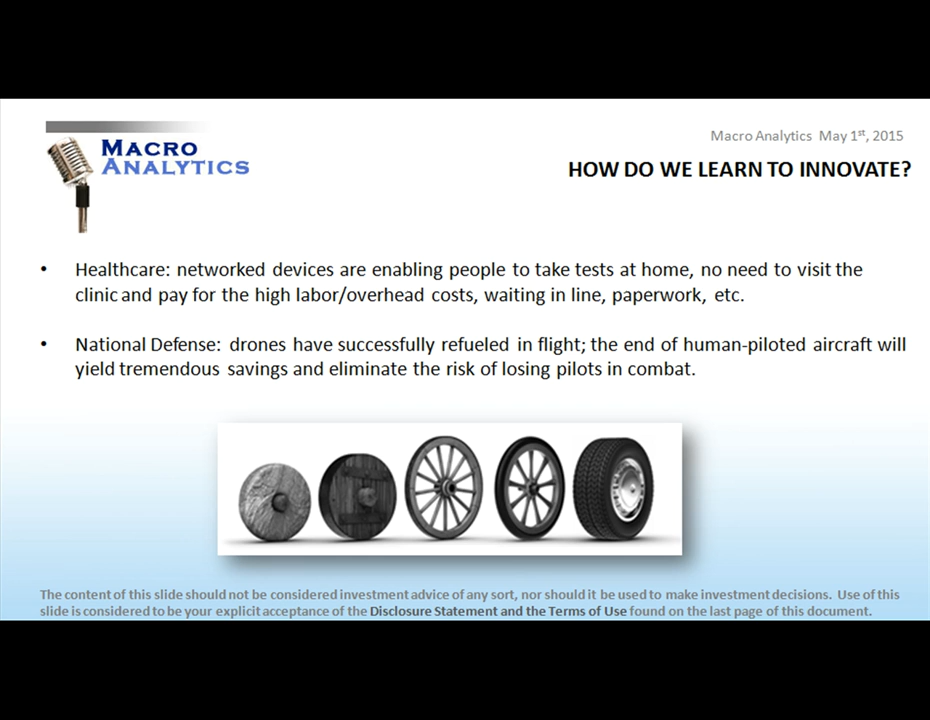 MACRO
ANALYTICS
Macro Analytics May 1st, 2015
HOW DO WE LEARN TO INNOVATE?
• Healthcare: networked devices are enabling people to take tests at home, no need to visit the
clinic and pay for the high labor/overhead costs, waiting in line, paperwork, etc.
• National Defense: drones have successfully refueled in flight; the end of human-piloted aircraft will
yield tremendous savings and eliminate the risk of losing pilots in combat.
The content of this slide should not be considered investment advice of any sort, nor should it be used to make investment decisions. Use of this
slide is considered to be your explicit acceptance of the Disclosure Statement and the Terms of Use found on the last page of this document.